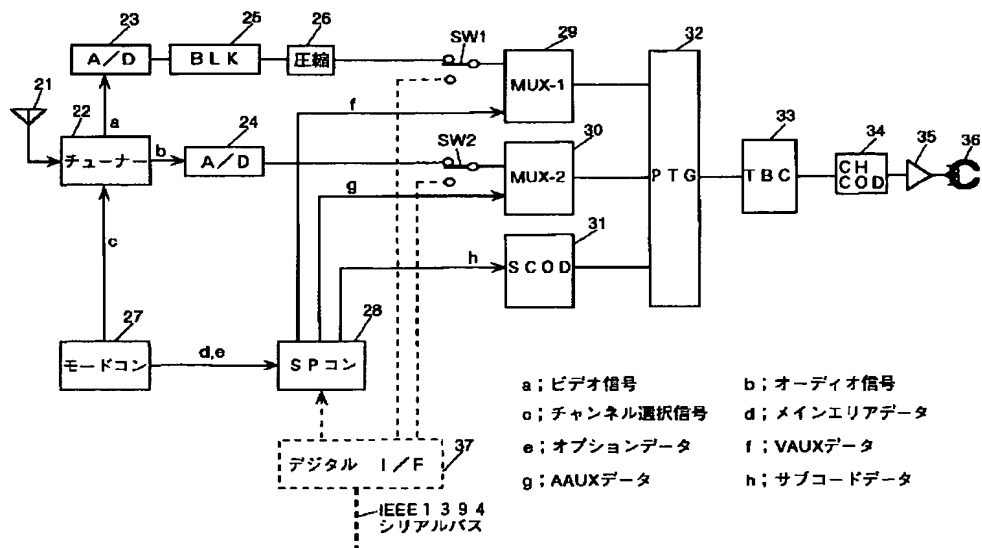 23
25
26
SW1
29
32
A/D
BLK
圧縮
MUX-1
21
22
a
f
チューナー
b
24
A/D
SW2
30
MUX-2
g
33
34
35
36
PTG
TBC
CH
COD
31
c
h
SCOD
27
28
モードコン
d,e
SPコン
デジタル I/F
37
IEEE1394
シリアルバス
a;ビデオ信号
b;オーディオ信号
c;チャンネル選択信号
d;メインエリアデータ
e;オプションデータ
f;VAUXデータ
g;AAUXデータ
h;サブコードデータ